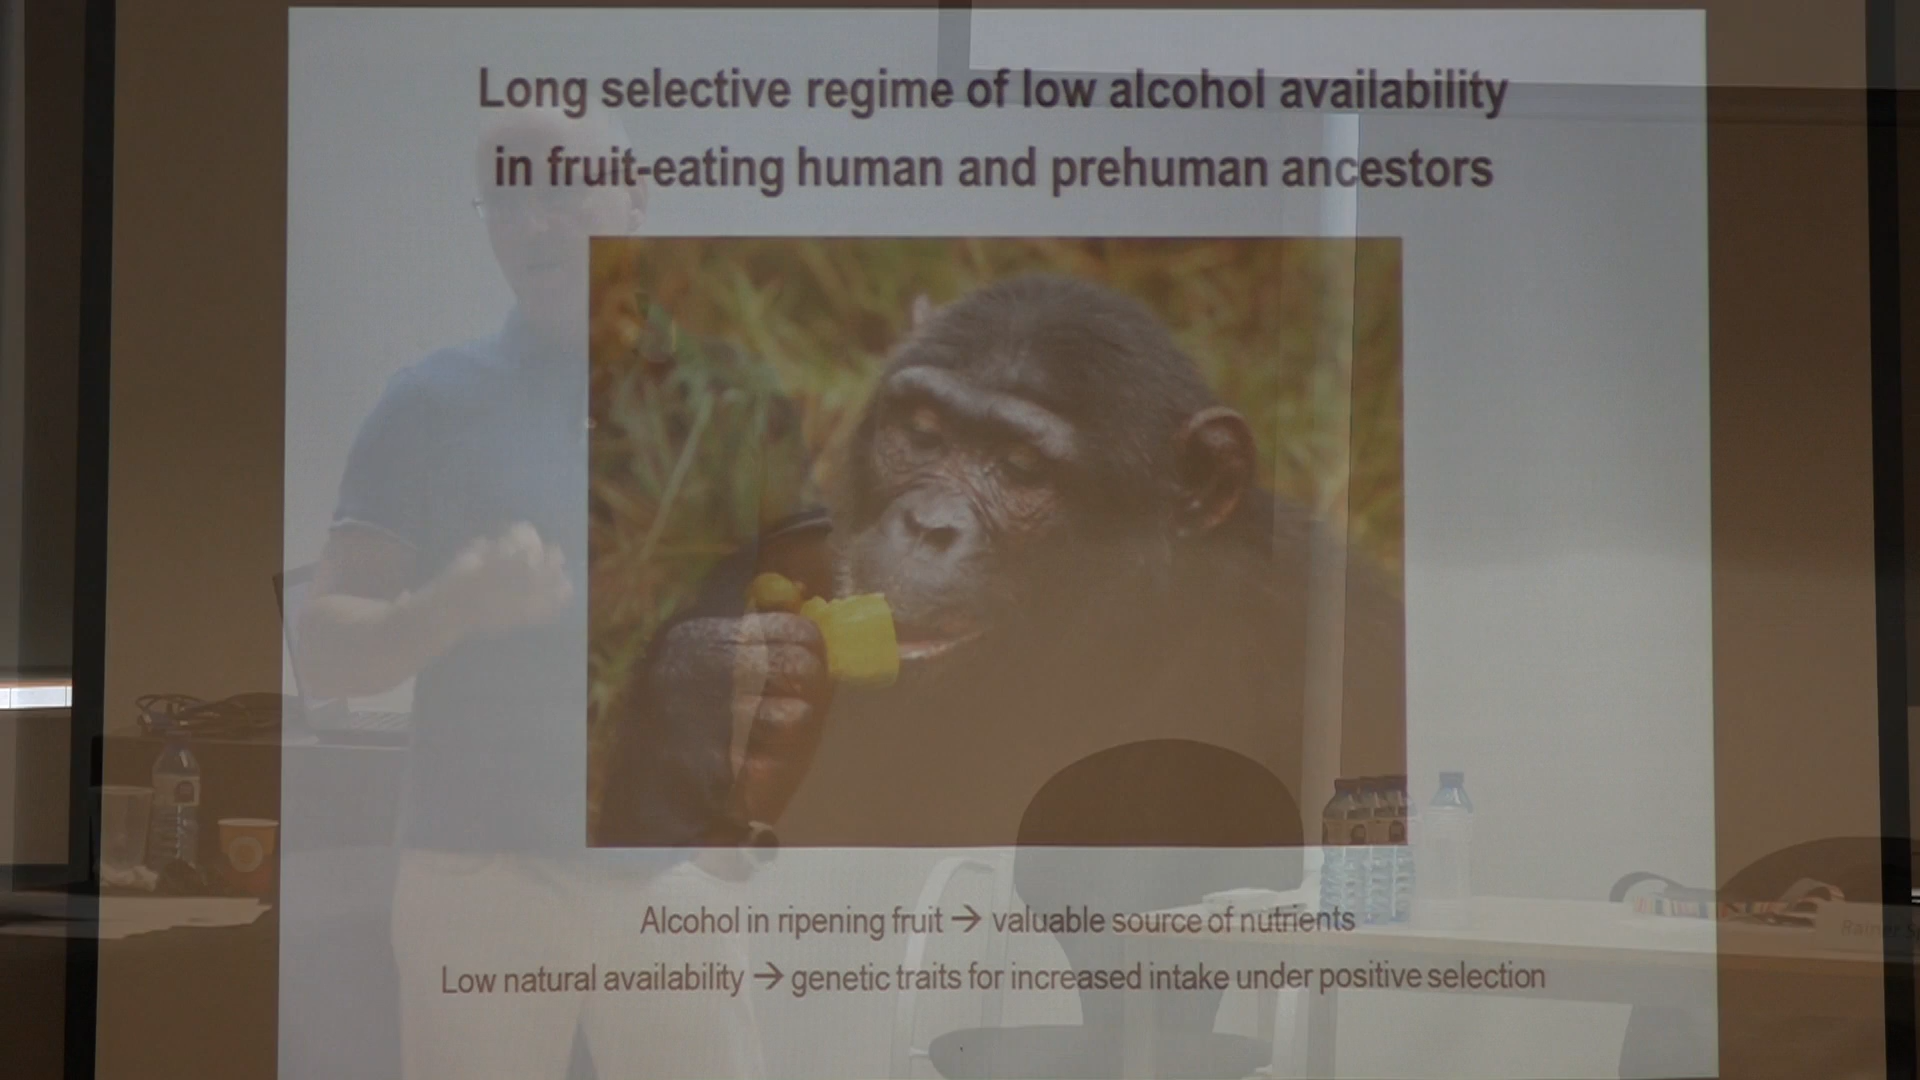 Long selective regime of low alcohol availability
in fruit-eating human and prehuman ancestors
Alcohol in ripening fruit → valuable source of nutrients
Low natural availability → genetic traits for increased intake under positive selection
Rainer